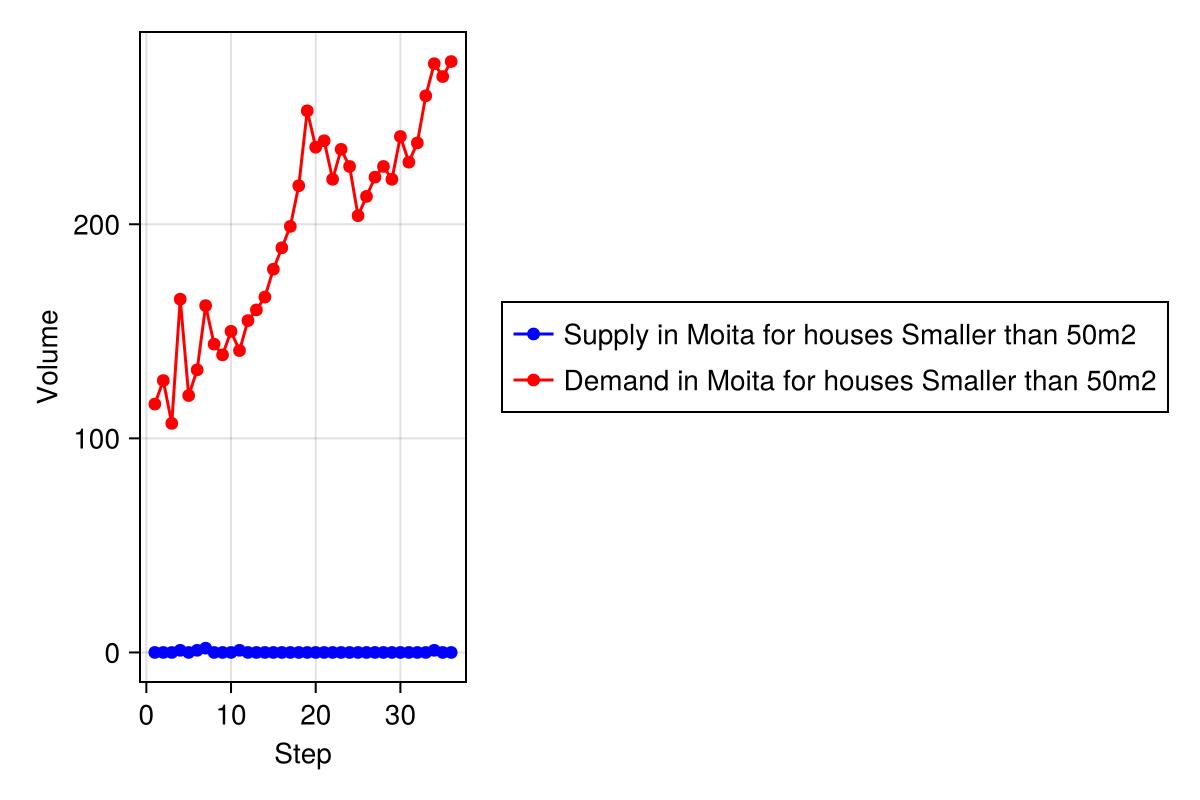 Volume
200
100
0
0 10 20 30
Step
Supply in Moita for houses Smaller than 50m2
Demand in Moita for houses Smaller than 50m2